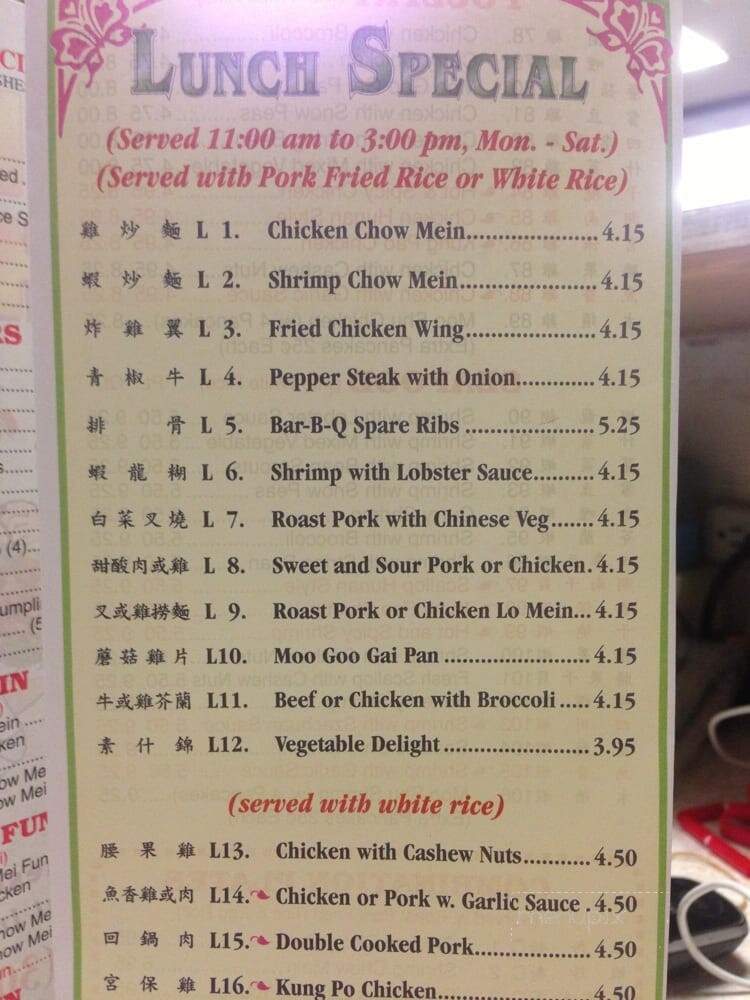 LUNCH SPECIAL
(Served 11:00 am to 3:00 pm, Mon. - Sat.)
(Served with Pork Fried Rice or White Rice)
雞炒麵 L 1. Chicken Chow Mein 4.15
蝦炒麵 L 2. Shrimp Chow Mein 4.15
炸雞翼 L 3. Fried Chicken Wing 4.15
青椒牛 L 4. Pepper Steak with Onion 4.15
排骨 L 5. Bar-B-Q Spare Ribs 5.25
蝦龍糊 L 6. Shrimp with Lobster Sauce 4.15
白菜叉燒 L 7. Roast Pork with Chinese Veg 4.15
甜酸肉或雞 L 8. Sweet and Sour Pork or Chicken 4.15
叉或雞撈麵 L 9. Roast Pork or Chicken Lo Mein 4.15
蘑菇雞片 L10. Moo Goo Gai Pan 4.15
牛或雞芥蘭 L11. Beef or Chicken with Broccoli 4.15
素什錦 L12. Vegetable Delight 3.95
(served with white rice)
腰果雞 L13. Chicken with Cashew Nuts 4.50
魚香雞或肉 L14. Chicken or Pork w. Garlic Sauce 4.50
回鍋肉 L15. Double Cooked Pork 4.50
宮保雞 L16. Kung Po Chicken 4.50